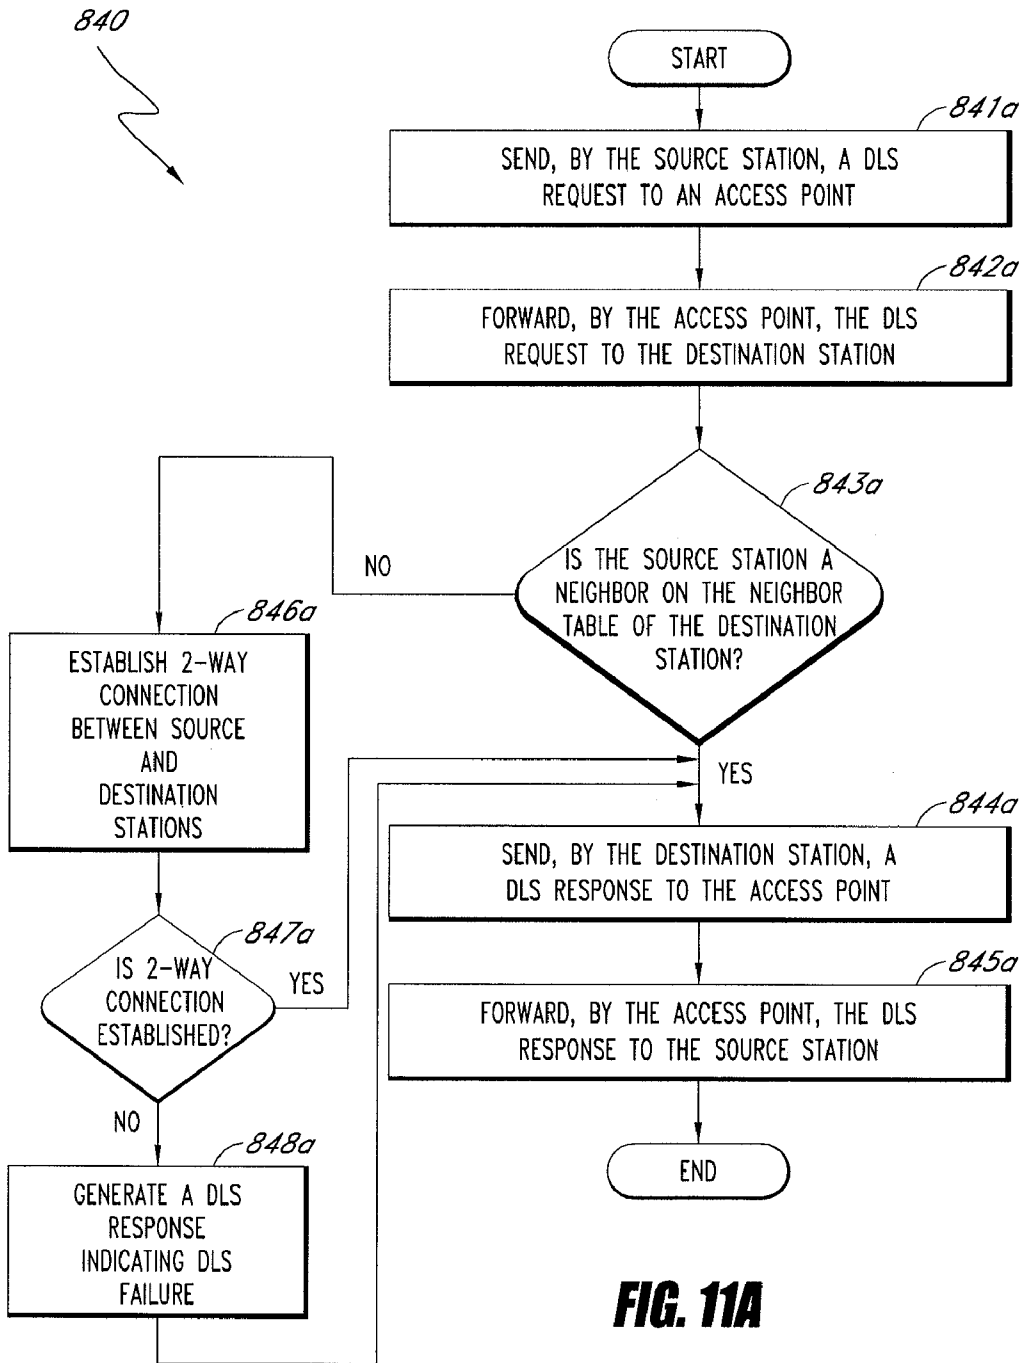 840
START
841a
SEND, BY THE SOURCE STATION, A DLS
REQUEST TO AN ACCESS POINT
842a
FORWARD, BY THE ACCESS POINT, THE DLS
REQUEST TO THE DESTINATION STATION
843a
IS THE SOURCE STATION A
NEIGHBOR ON THE NEIGHBOR
TABLE OF THE DESTINATION
STATION?
NO
846a
ESTABLISH 2-WAY
CONNECTION
BETWEEN SOURCE
AND
DESTINATION
STATIONS
YES
844a
SEND, BY THE DESTINATION STATION, A
DLS RESPONSE TO THE ACCESS POINT
847a
IS 2-WAY
CONNECTION
ESTABLISHED?
YES
845a
FORWARD, BY THE ACCESS POINT, THE DLS
RESPONSE TO THE SOURCE STATION
NO
848a
GENERATE A DLS
RESPONSE
INDICATING DLS
FAILURE
END
FIG. 11A